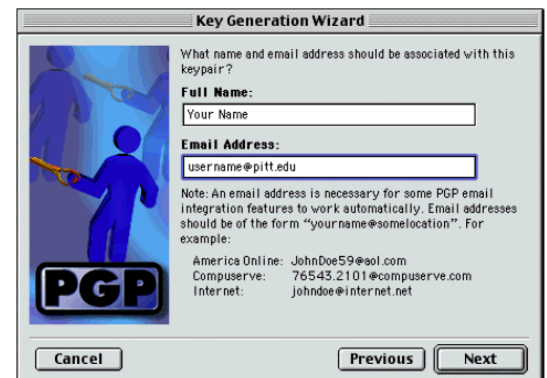 Key Generation Wizard
What name and email address should be associated with this
keypair?
Full Name:
Your Name
Email Address:
username@pitt.edu
Note: An email address is necessary for some PGP email
integration features to work automatically. Email addresses
should be of the form “yourname@somelocation”. For
example:
America Online: JohnDoe59@aol.com
Compuserve: 76543.2101@compuserve.com
Internet: johndoe@internet.net
PGP
Cancel
Previous
Next